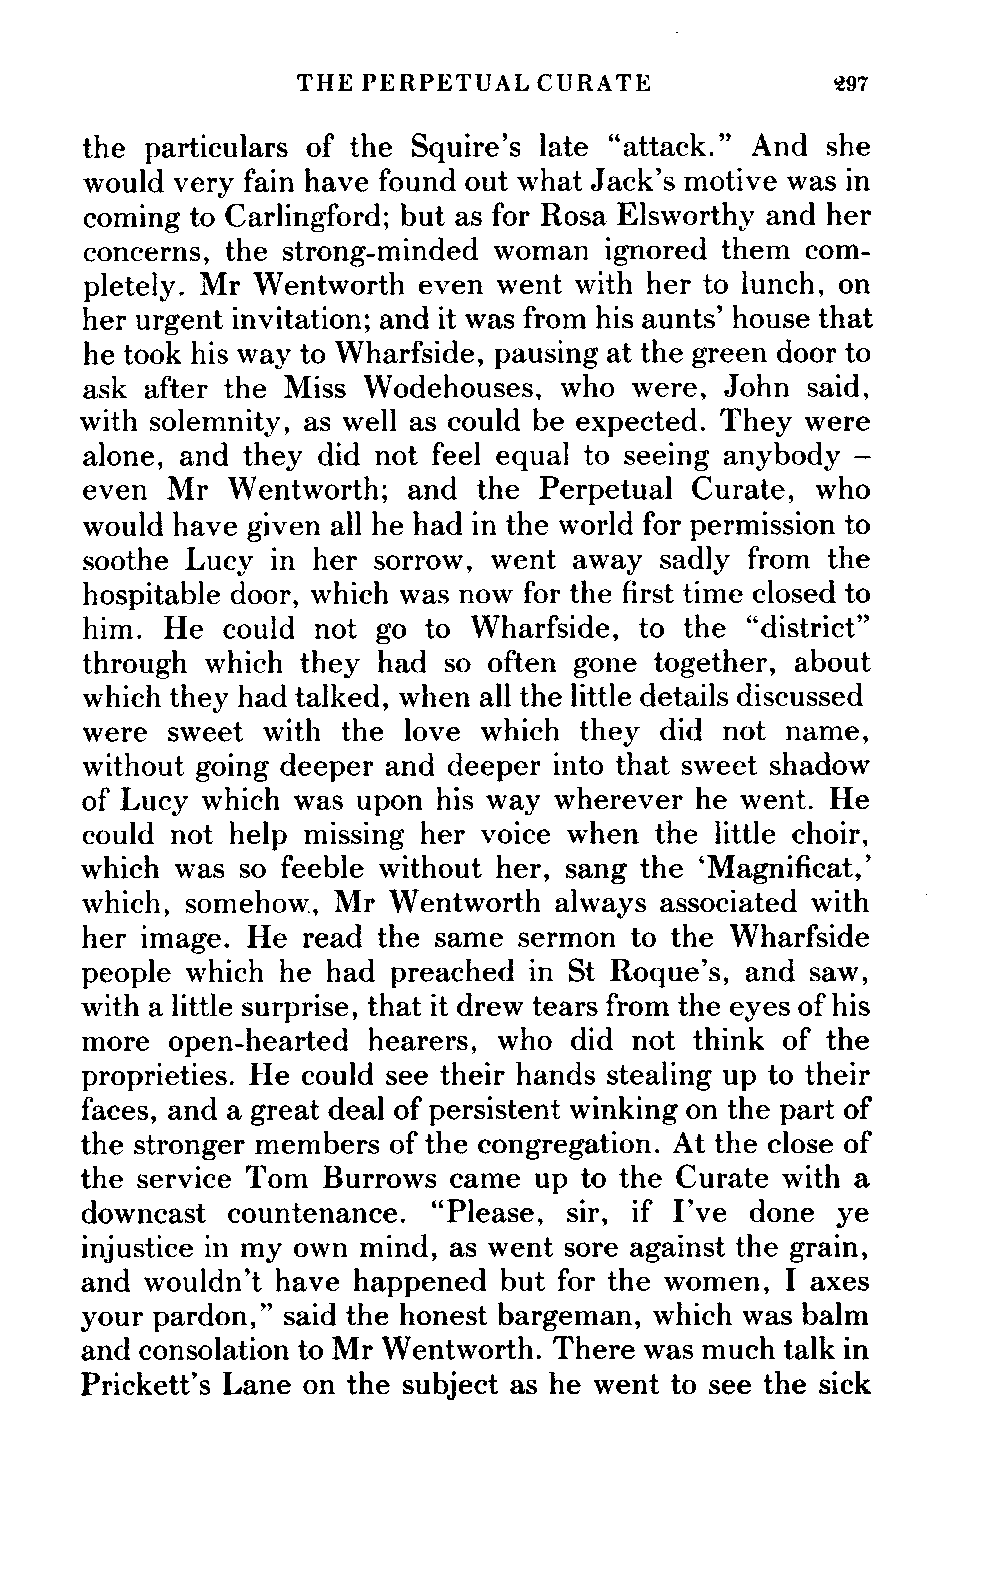 THE PERPETUAL CURATE 297
the particulars of the Squire’s late “attack.” And she
would very fain have found out what Jack’s motive was in
coming to Carlingford; but as for Rosa Elsworthy and her
concerns, the strong-minded woman ignored them com-
pletely. Mr Wentworth even went with her to lunch, on
her urgent invitation; and it was from his aunts’ house that
he took his way to Wharfside, pausing at the green door to
ask after the Miss Wodehouses, who were, John said,
with solemnity, as well as could be expected. They were
alone, and they did not feel equal to seeing anybody –
even Mr Wentworth; and the Perpetual Curate, who
would have given all he had in the world for permission to
soothe Lucy in her sorrow, went away sadly from the
hospitable door, which was now for the first time closed to
him. He could not go to Wharfside, to the “district”
through which they had so often gone together, about
which they had talked, when all the little details discussed
were sweet with the love which they did not name,
without going deeper and deeper into that sweet shadow
of Lucy which was upon his way wherever he went. He
could not help missing her voice when the little choir,
which was so feeble without her, sang the ‘Magnificat,’
which, somehow, Mr Wentworth always associated with
her image. He read the same sermon to the Wharfside
people which he had preached in St Roque’s, and saw,
with a little surprise, that it drew tears from the eyes of his
more open-hearted hearers, who did not think of the
proprieties. He could see their hands stealing up to their
faces, and a great deal of persistent winking on the part of
the stronger members of the congregation. At the close of
the service Tom Burrows came up to the Curate with a
downcast countenance. “Please, sir, if I’ve done ye
injustice in my own mind, as went sore against the grain,
and wouldn’t have happened but for the women, I axes
your pardon,” said the honest bargeman, which was balm
and consolation to Mr Wentworth. There was much talk in
Prickett’s Lane on the subject as he went to see the sick